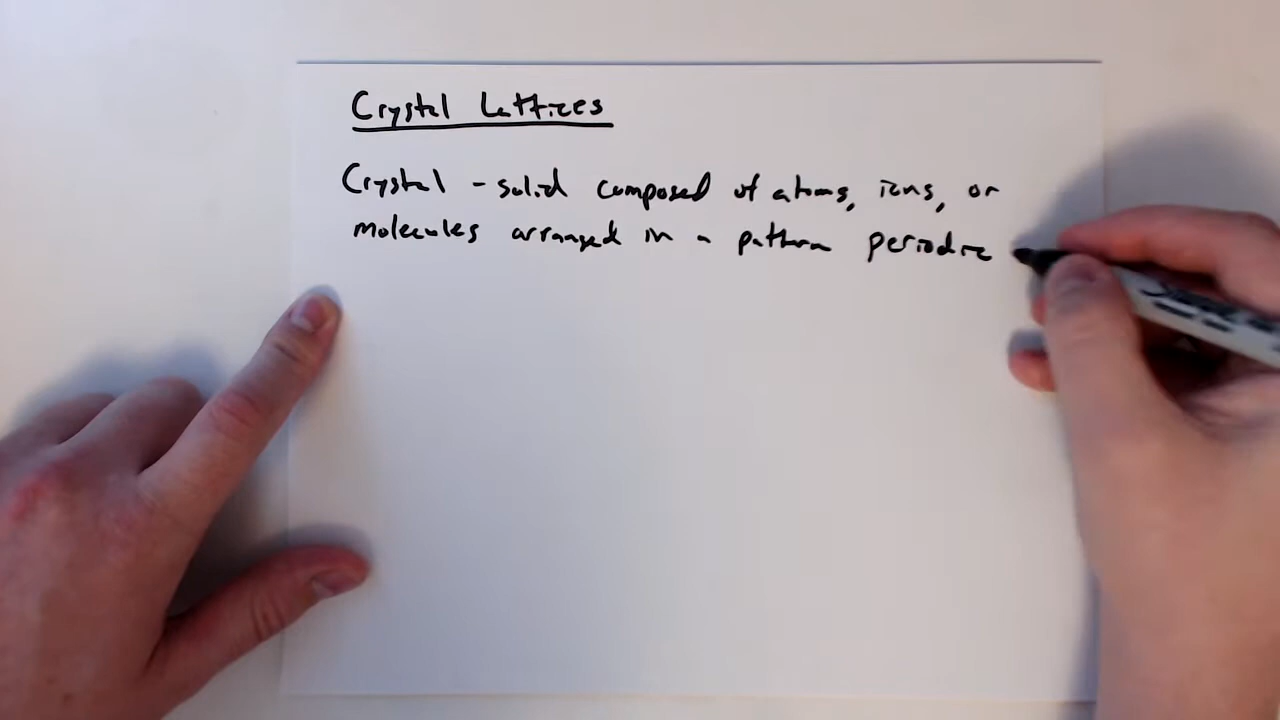 Crystal Lattices
Crystal - solid composed of atoms, ions, or
molecules arranged in a pattern periodic